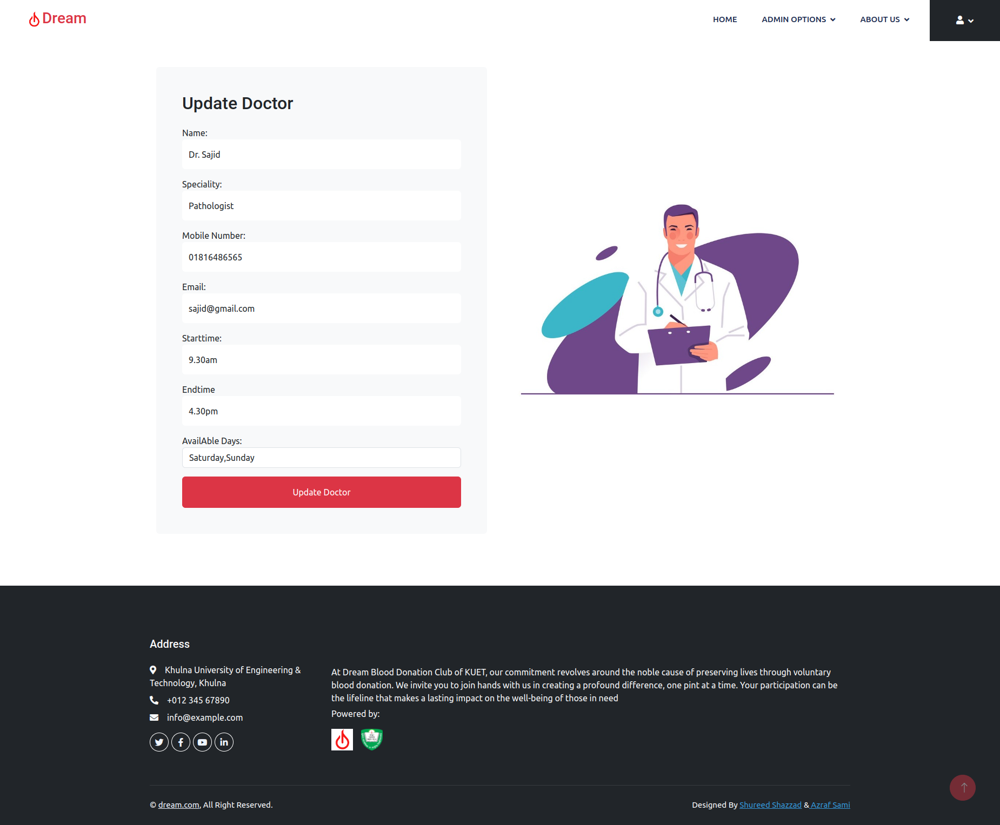 Dream
HOME
ADMIN OPTIONS
ABOUT US
Update Doctor
Name:
Dr. Sajid
Speciality:
Pathologist
Mobile Number:
01816486565
Email:
sajid@gmail.com
Starttime:
9.30am
Endtime
4.30pm
AvailAble Days:
Saturday,Sunday
Update Doctor
Address
Khulna University of Engineering &
Technology, Khulna
+012 345 67890
info@example.com
At Dream Blood Donation Club of KUET, our commitment revolves around the noble cause of preserving lives through voluntary
blood donation. We invite you to join hands with us in creating a profound difference, one pint at a time. Your participation can be
the lifeline that makes a lasting impact on the well-being of those in need
Powered by:
© dream.com, All Right Reserved.
Designed By Shureed Shazzad & Azraf Sami